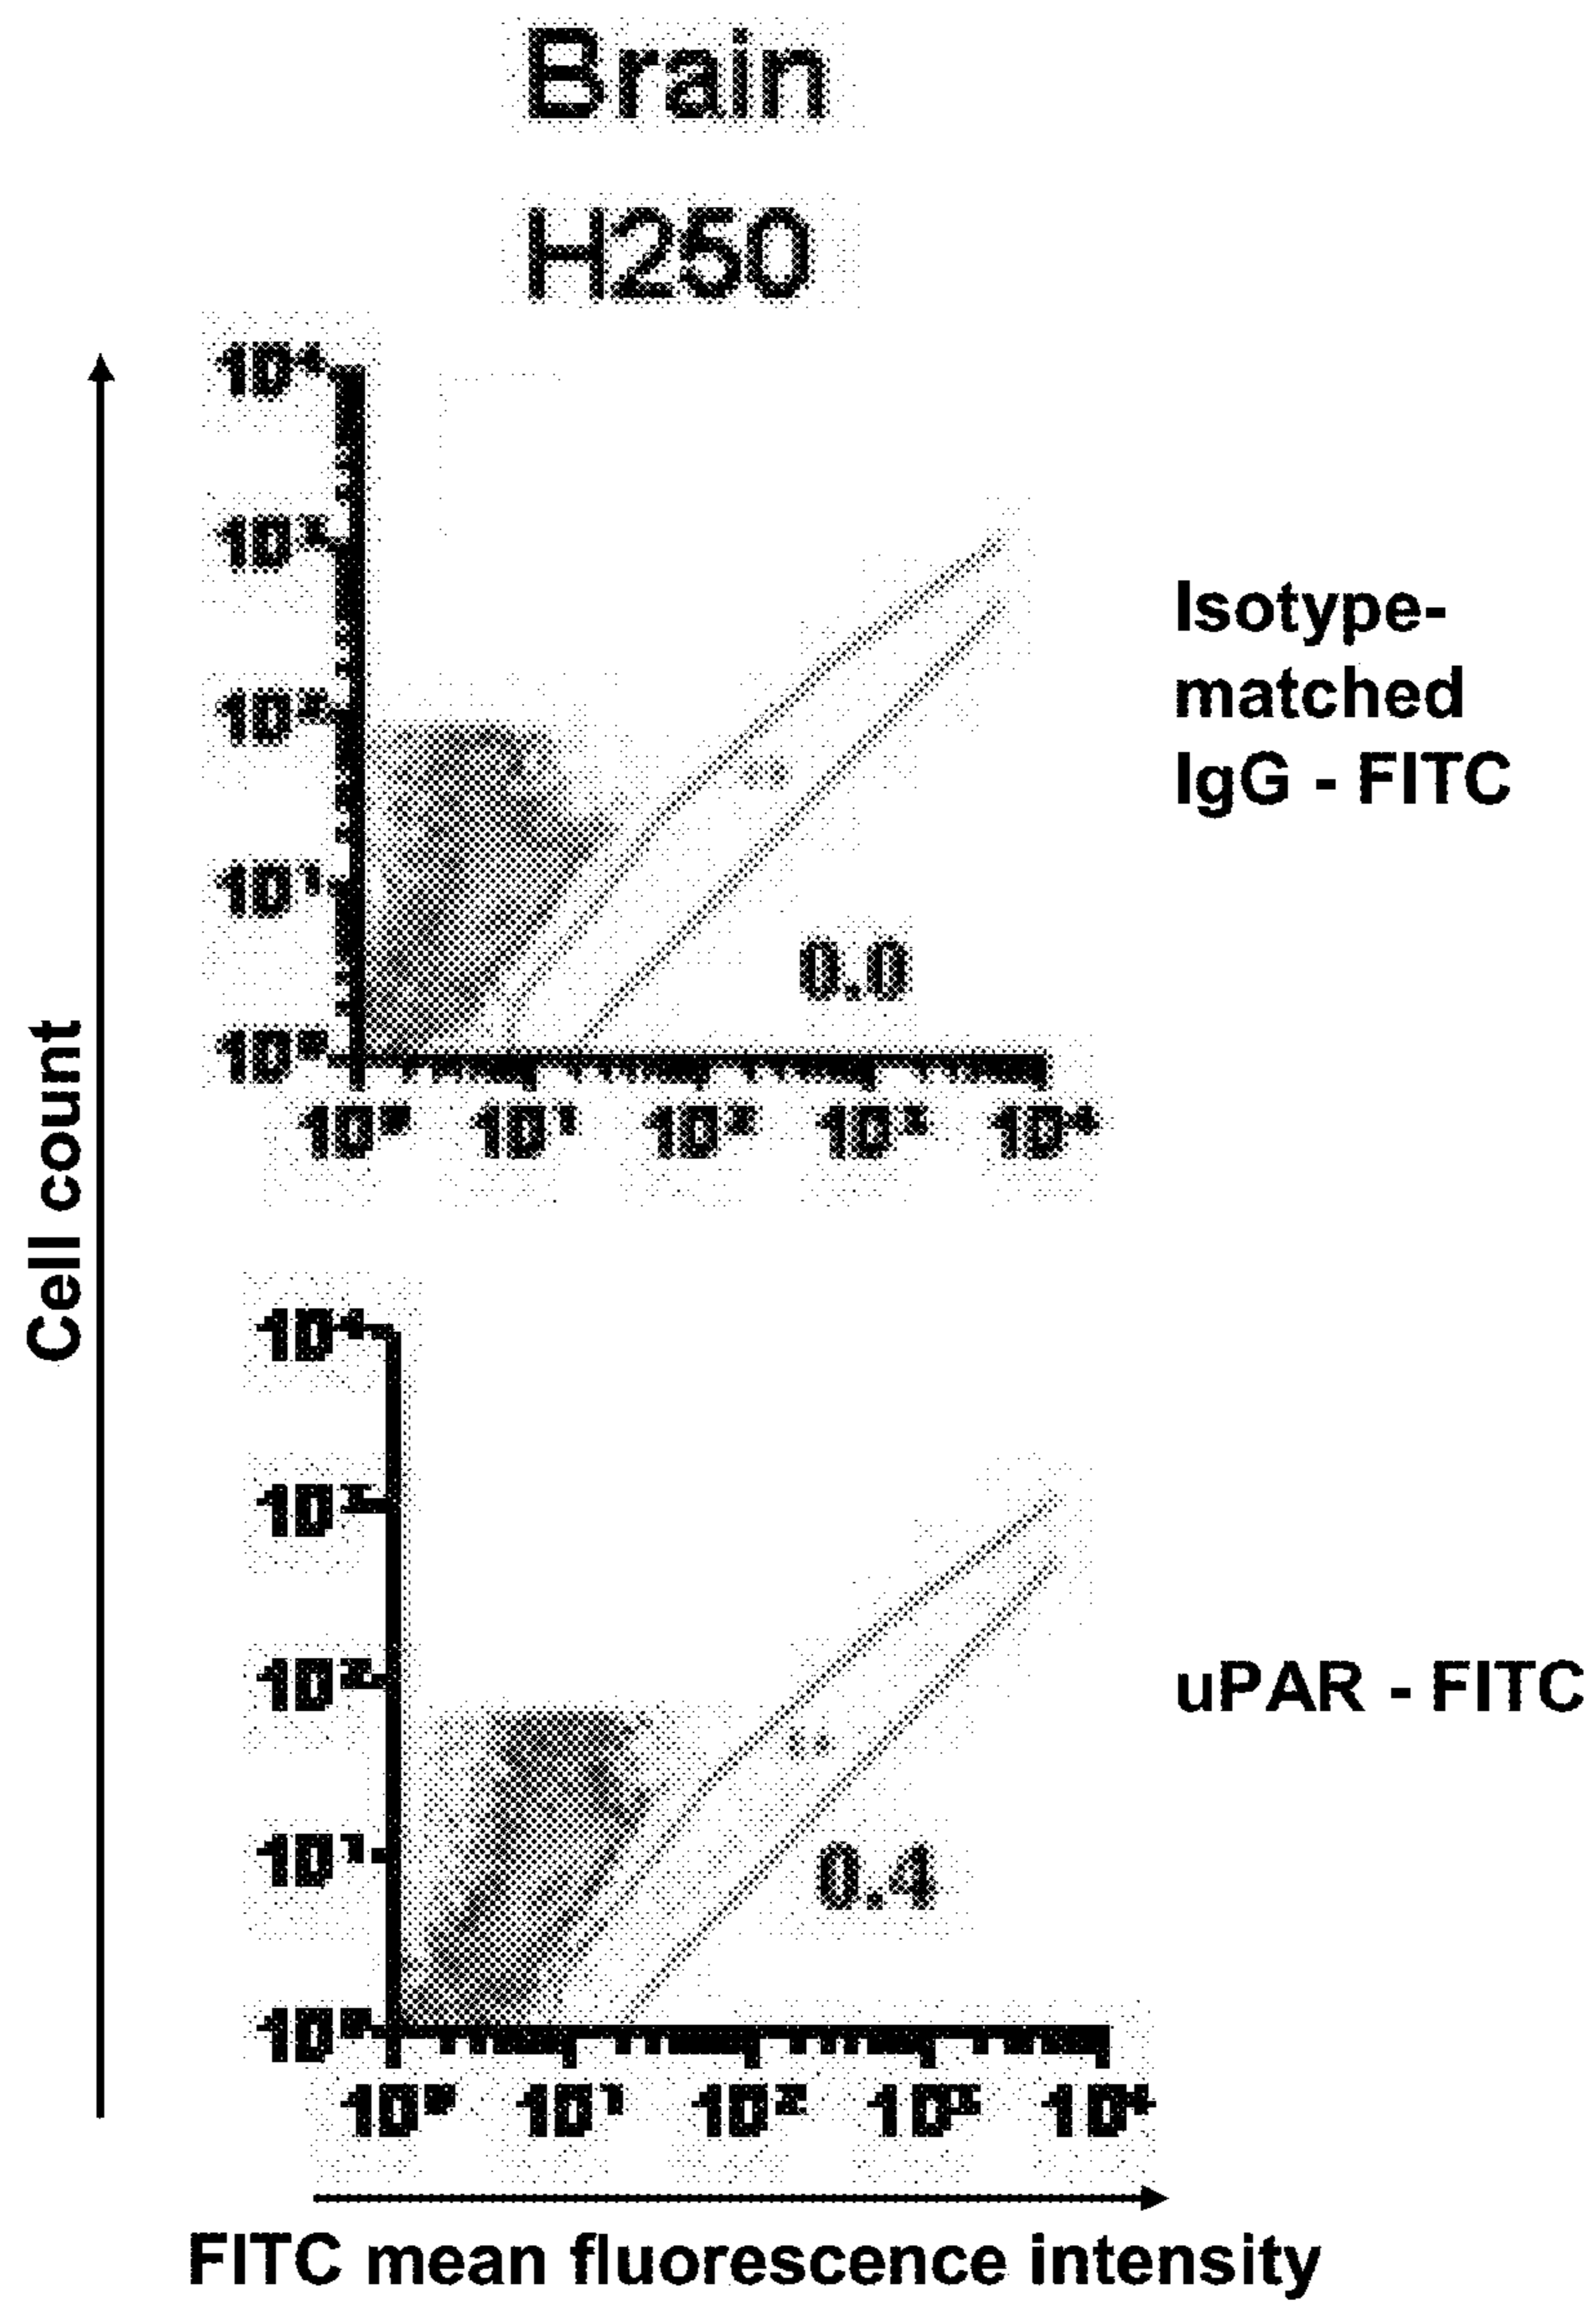 Brain
H250
Cell count
10⁴
10³
10²
10¹
10⁰
0.0
10⁰ 10¹ 10² 10³ 10⁴
Isotype-
matched
IgG - FITC
10⁴
10³
10²
10¹
10⁰
0.4
10⁰ 10¹ 10² 10³ 10⁴
uPAR - FITC
FITC mean fluorescence intensity